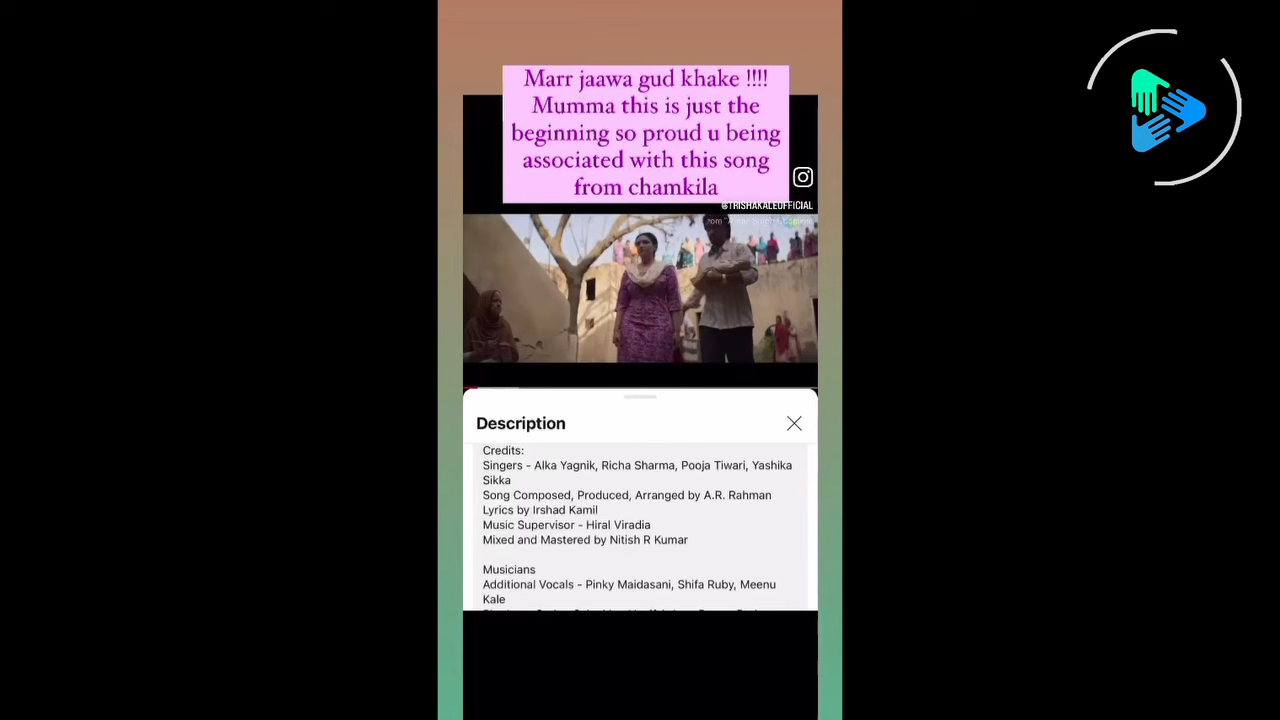 Marr jaawa gud khake !!!!
Mumma this is just the
beginning so proud u being
associated with this song
from chamkila
@TRISHAKALEOFFICIAL
Description
Credits:
Singers - Alka Yagnik, Richa Sharma, Pooja Tiwari, Yashika
Sikka
Song Composed, Produced, Arranged by A.R. Rahman
Lyrics by Irshad Kamil
Music Supervisor - Hiral Viradia
Mixed and Mastered by Nitish R Kumar
Musicians
Additional Vocals - Pinky Maidasani, Shifa Ruby, Meenu
Kale